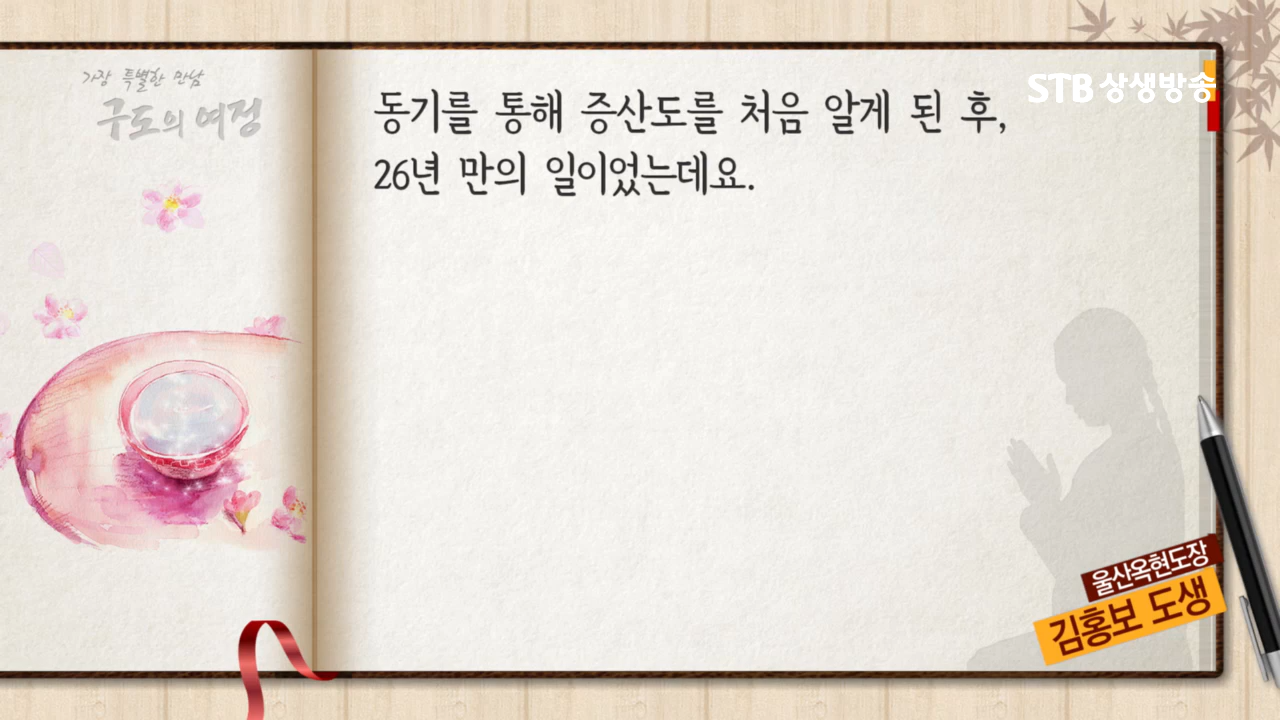 가장 특별한 만남
구도의 여정
동기를 통해 증산도를 처음 알게 된 후,
26년 만의 일이었는데요.
STB 상생방송
울산옥현도장
김홍보 도생